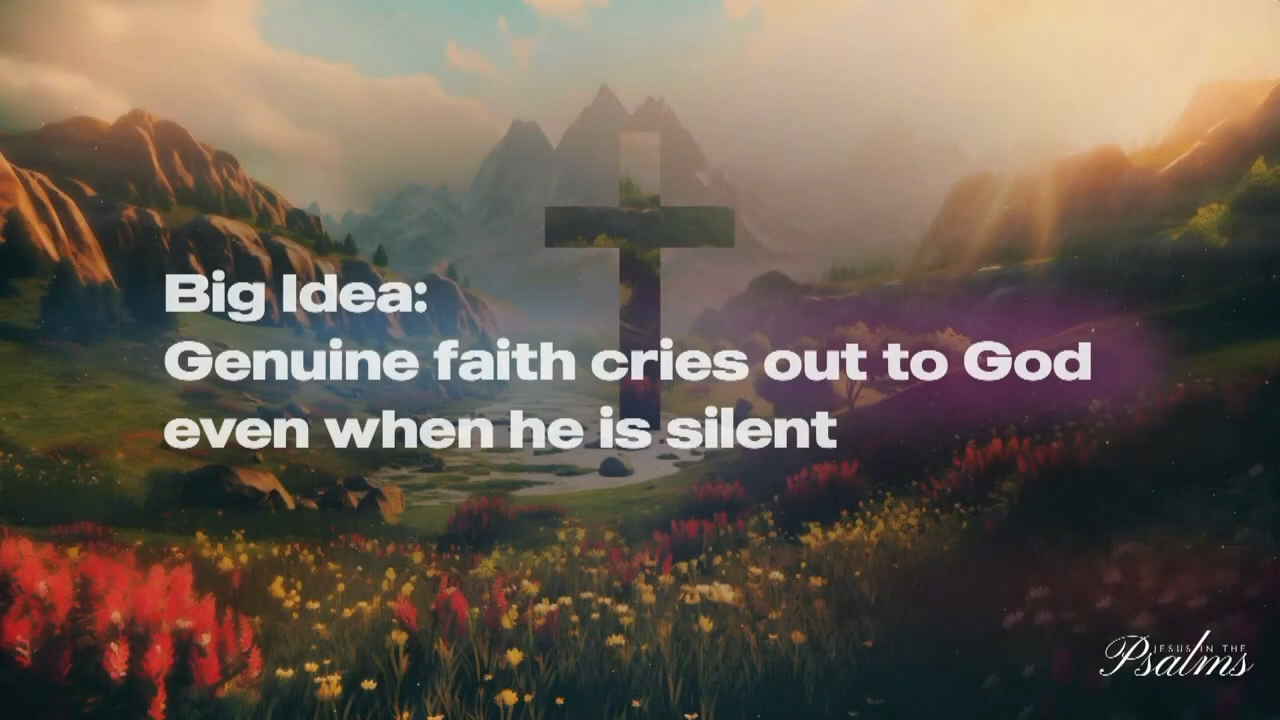 Big Idea:
Genuine faith cries out to God
even when he is silent
JESUS IN THE
Psalms